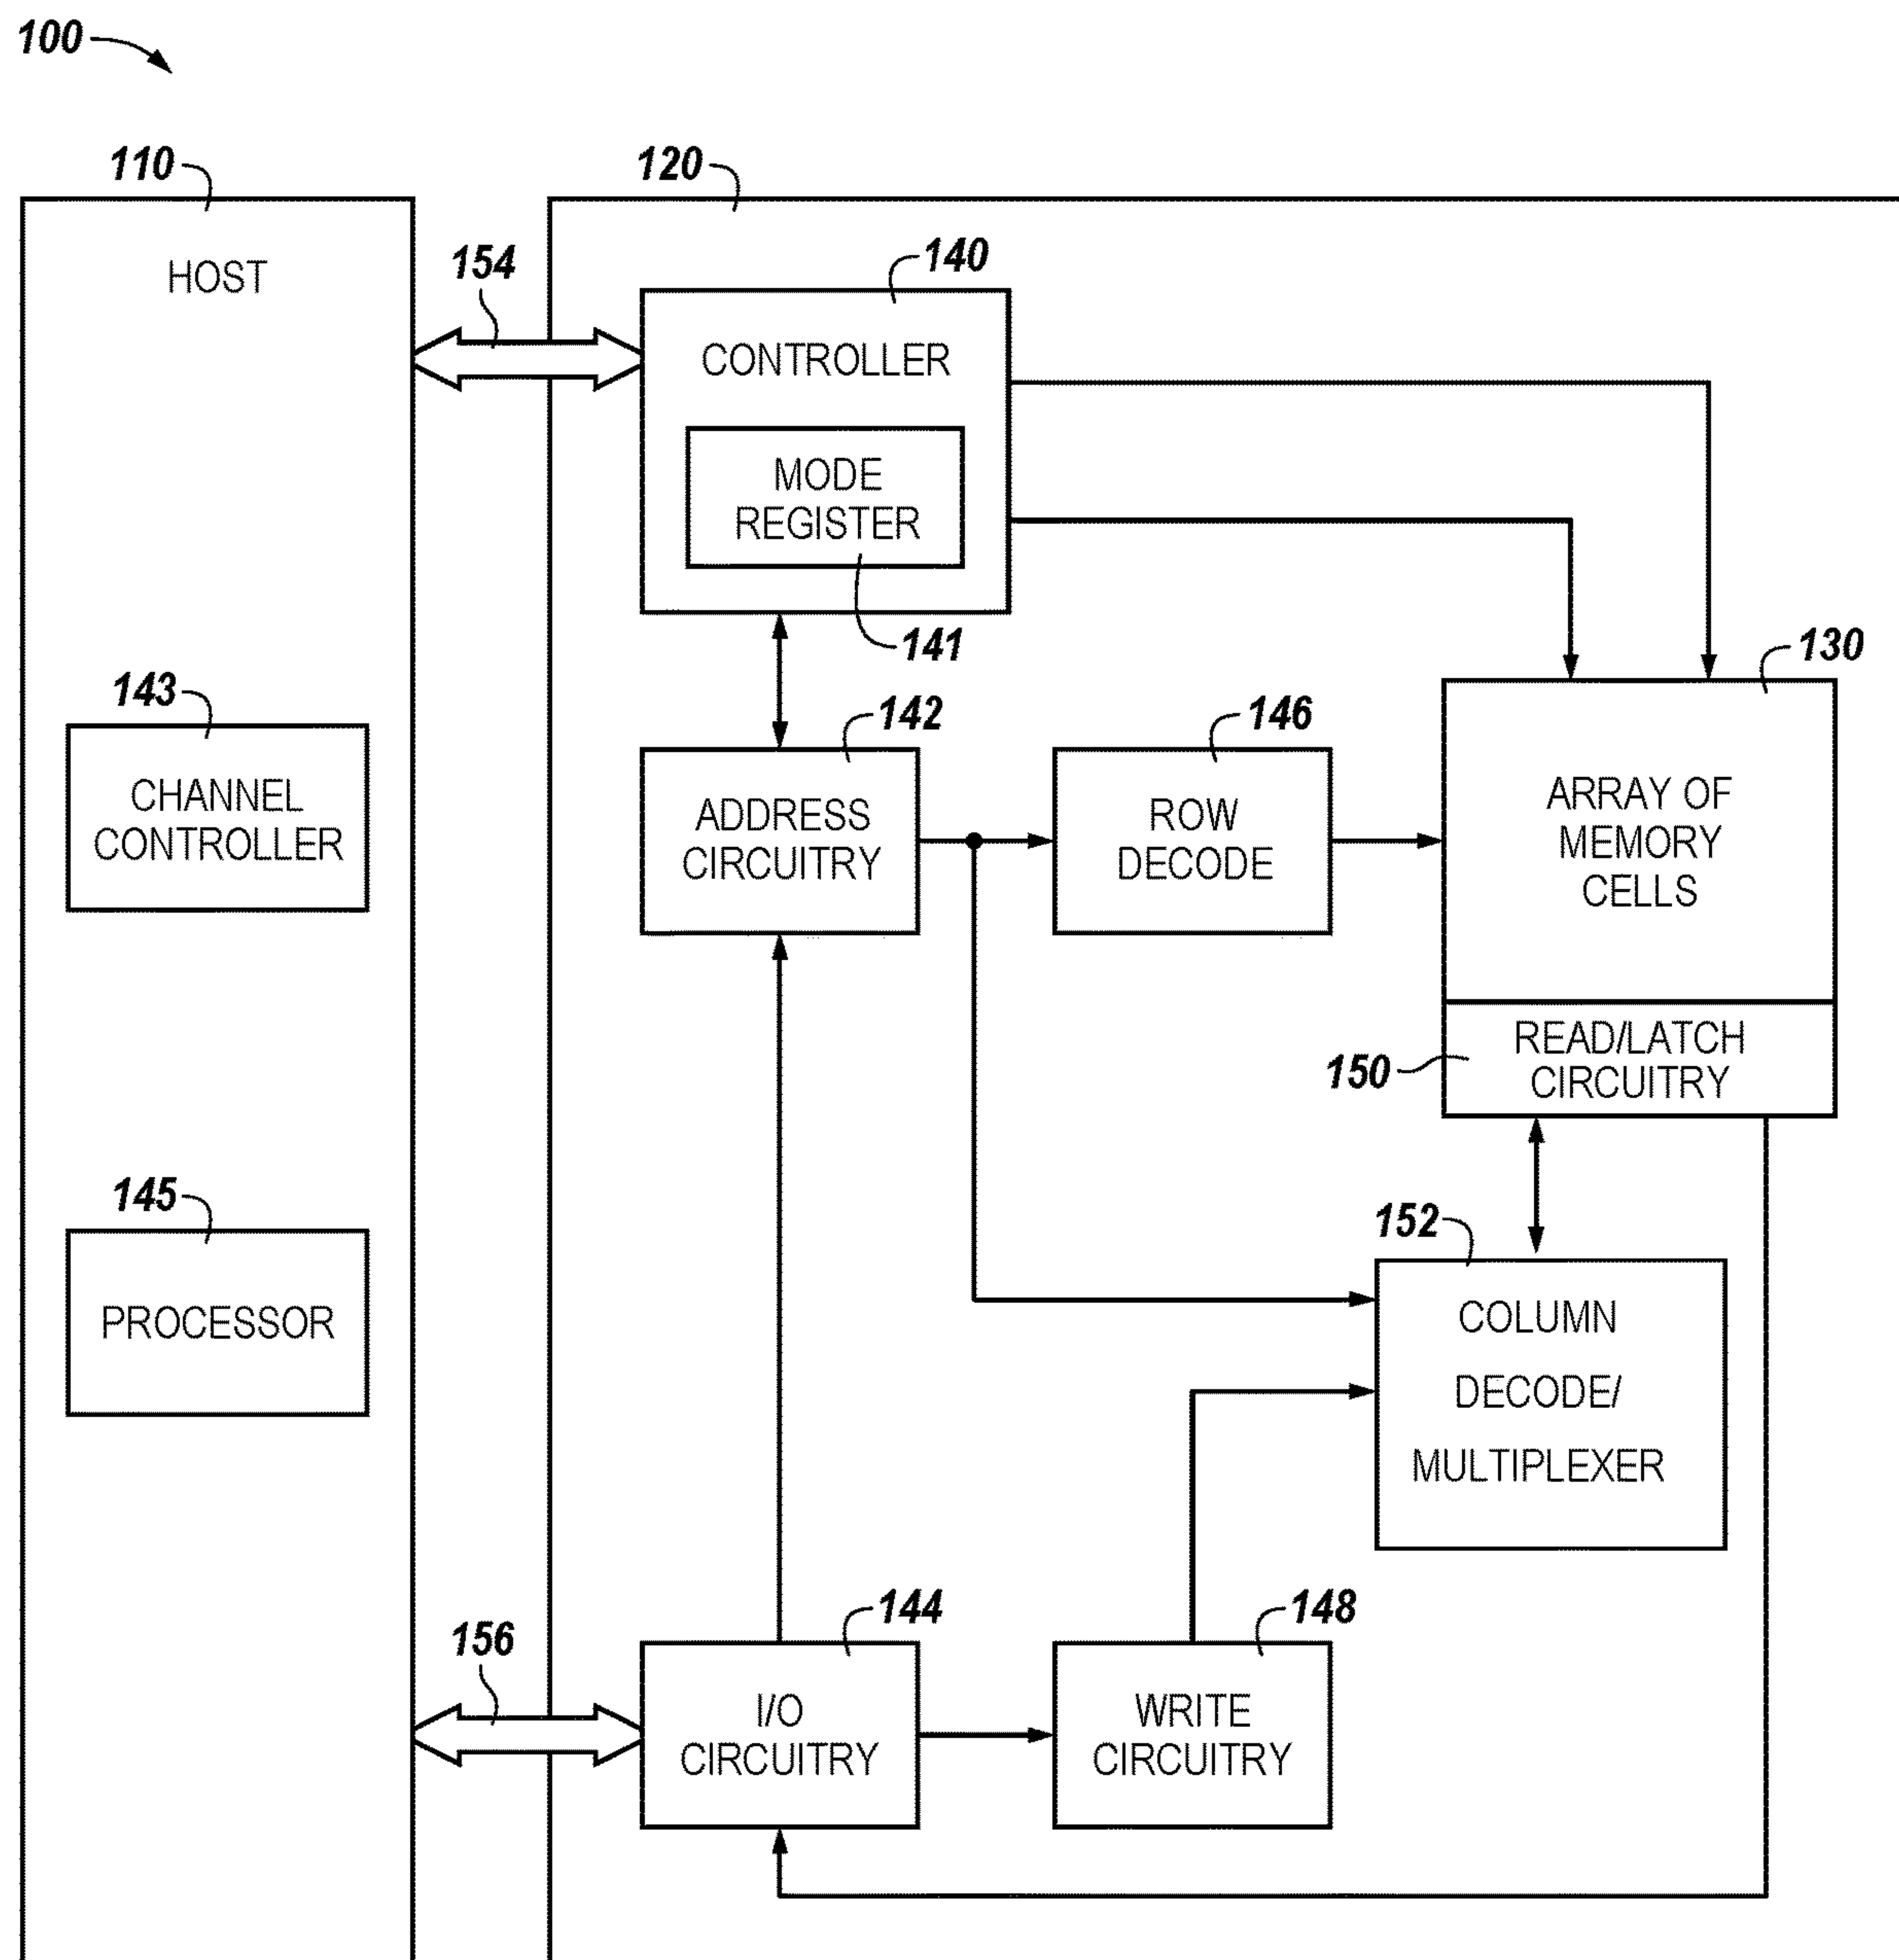 100
110
120
HOST
154
140
CONTROLLER
MODE
REGISTER
141
130
143
142
146
CHANNEL
CONTROLLER
ADDRESS
CIRCUITRY
ROW
DECODE
ARRAY OF
MEMORY
CELLS
READ/LATCH
CIRCUITRY
150
145
152
PROCESSOR
COLUMN
DECODE/
MULTIPLEXER
156
144
148
I/O
CIRCUITRY
WRITE
CIRCUITRY